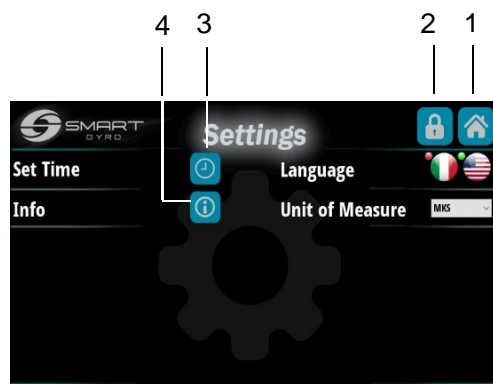 4 3 2 1
SMART
GYRO
Settings
Set Time Language
Info Unit of Measure MKS